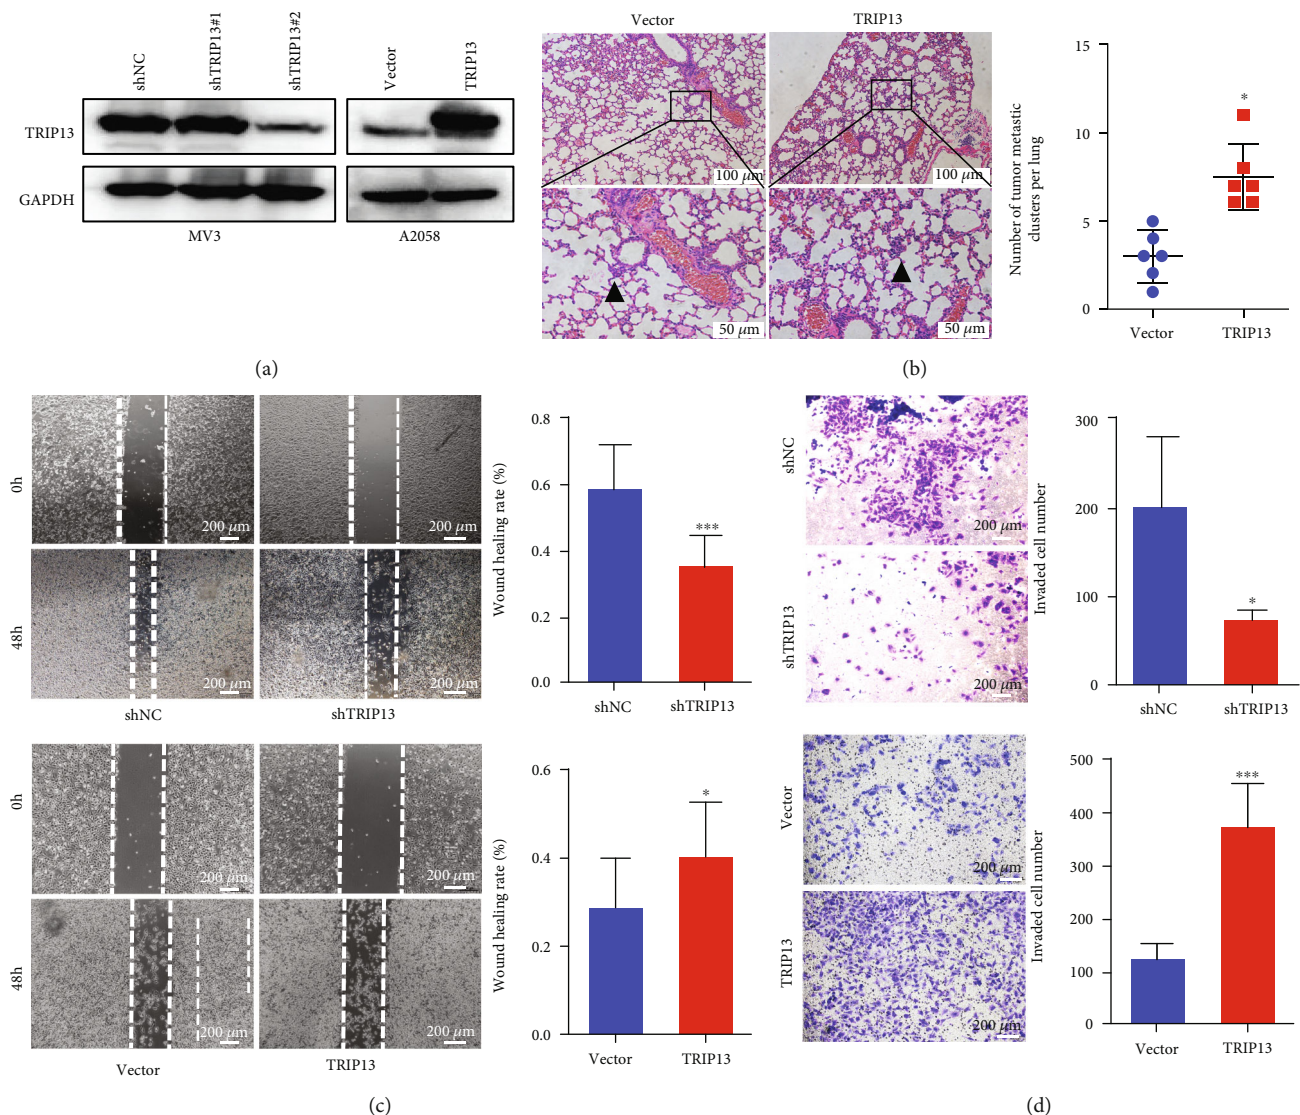 shNC
shTRIP13#1
shTRIP13#2
Vector
TRIP13
TRIP13
GAPDH
MV3
A2058
(a)
Vector
TRIP13
100 μm
100 μm
50 μm
50 μm
Number of tumor metastic
clusters per lung
15
10
5
0
*
Vector
TRIP13
(b)
0h
200 μm
200 μm
48h
200 μm
200 μm
shNC
shTRIP13
Wound healing rate (%)
0.8
0.6
0.4
0.2
0.0
***
shNC
shTRIP13
0h
200 μm
200 μm
48h
200 μm
200 μm
Vector
TRIP13
Wound healing rate (%)
0.6
0.4
0.2
0.0
*
Vector
TRIP13
(c)
shNC
200 μm
shTRIP13
200 μm
Invaded cell number
300
200
100
0
*
shNC
shTRIP13
Vector
200 μm
TRIP13
200 μm
Invaded cell number
500
400
300
200
100
0
***
Vector
TRIP13
(d)